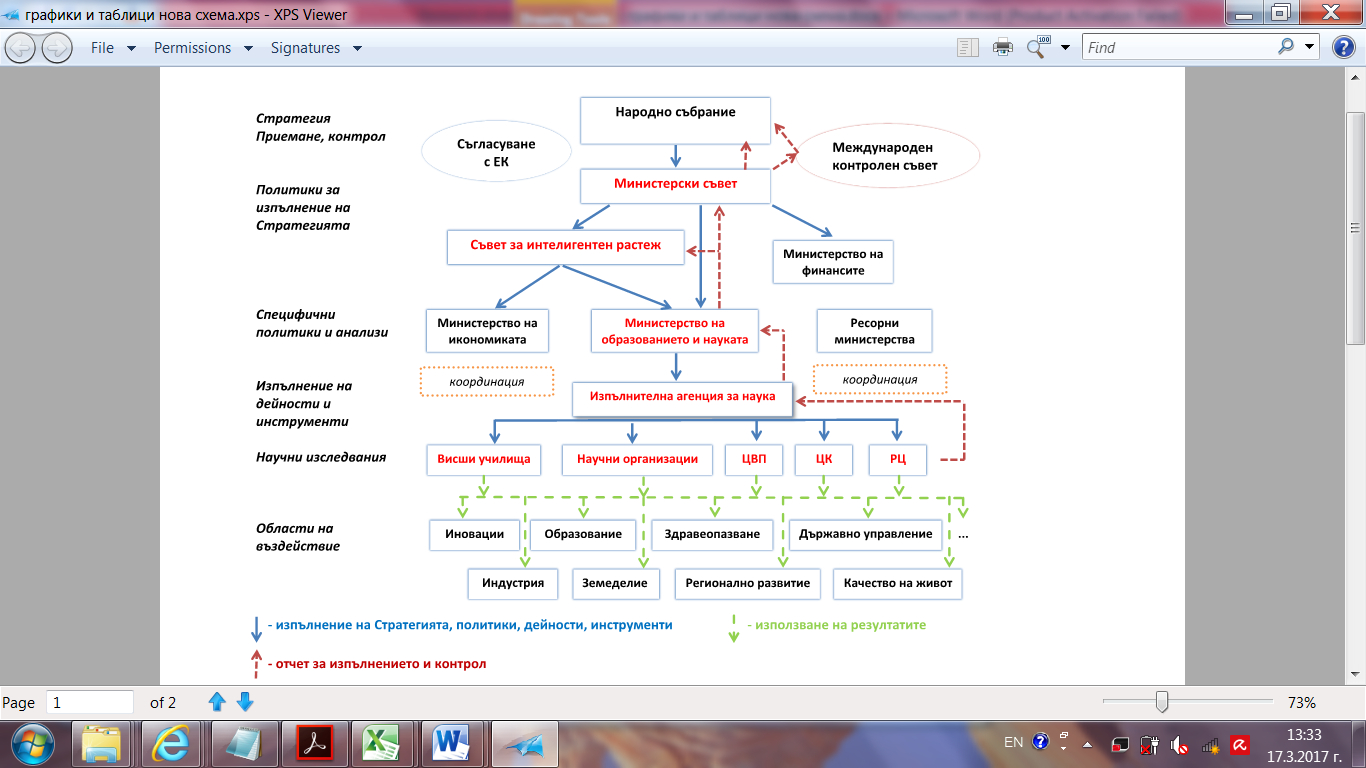 графики и таблици нова схема.xps - XPS Viewer
File Permissions Signatures
100
Find
Стратегия
Приемане, контрол
Народно събрание
Съгласуване
с ЕК
Международен
контролен съвет
Политики за
изпълнение на
Стратегията
Министерски съвет
Съвет за интелигентен растеж
Министерство на
финансите
Специфични
политики и анализи
Министерство на
икономиката
Министерство на
образованието и науката
Ресорни
министерства
координация
координация
Изпълнение на
дейности и
инструменти
Изпълнителна агенция за наука
Научни изследвания
Висши училища
Научни организации
ЦВП
ЦК
РЦ
Области на
въздействие
Иновации
Образование
Здравеопазване
Държавно управление
...
Индустрия
Земеделие
Регионално развитие
Качество на живот
- изпълнение на Стратегията, политики, дейности, инструменти
- използване на резултатите
- отчет за изпълнението и контрол
Page 1 of 2
73%
EN
13:33
17.3.2017 г.